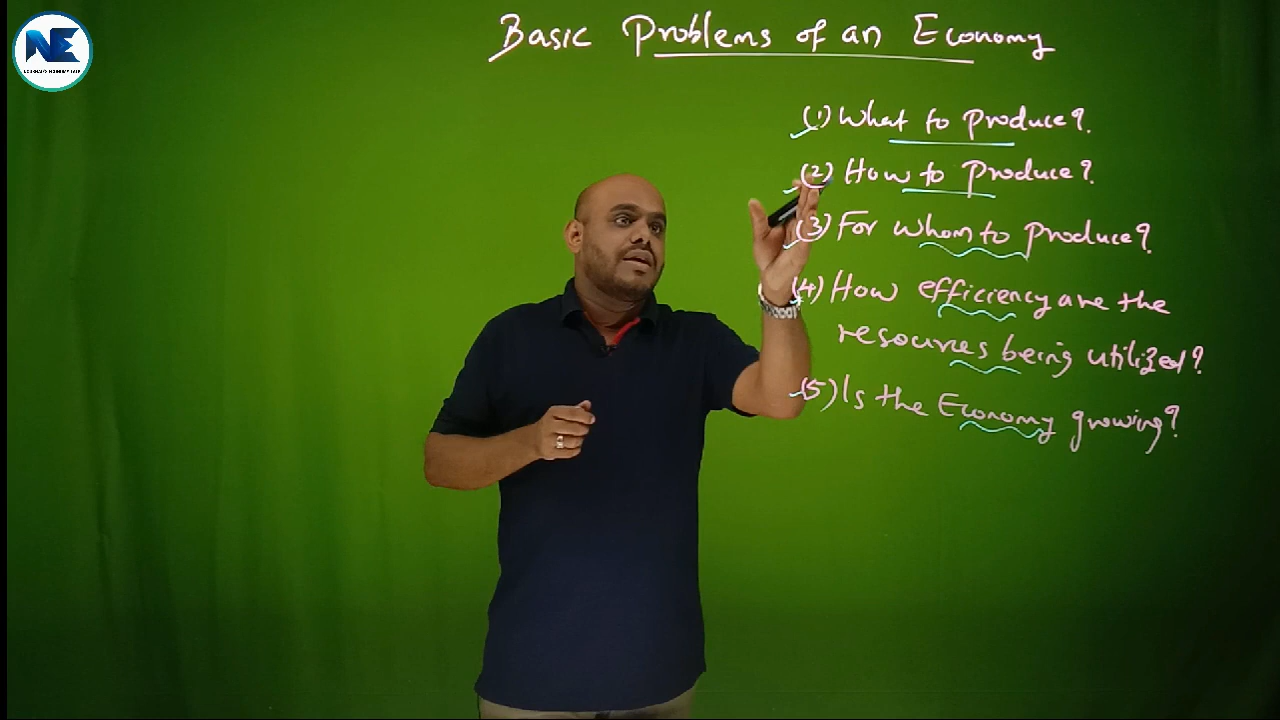 NE
Basic Problems of an Economy
(1) What to produce?
(2) How to produce?
(3) For whom to produce?
(4) How efficiency are the
resources being utilized?
(5) Is the Economy growing?